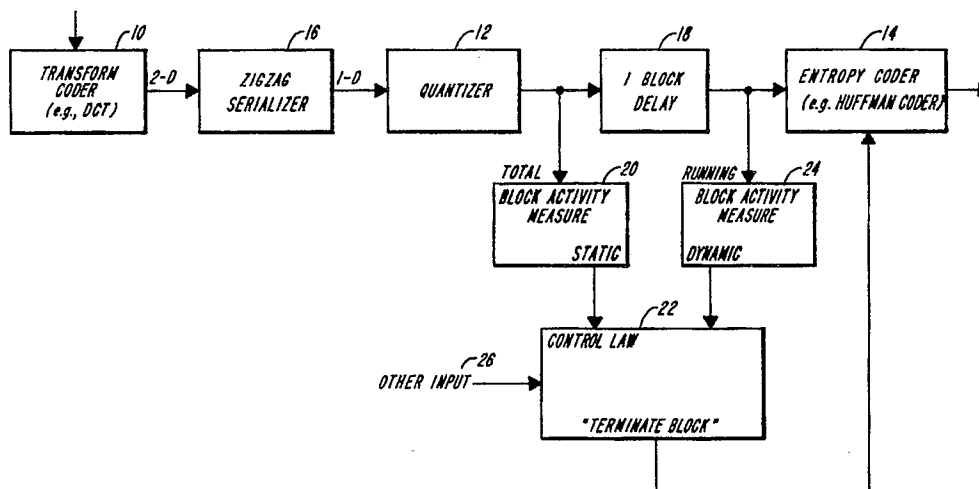 10
TRANSFORM
CODER
(e.g., DCT)
2-D
16
ZIGZAG
SERIALIZER
1-D
12
QUANTIZER
18
1 BLOCK
DELAY
14
ENTROPY CODER
(e.g. HUFFMAN CODER)
TOTAL
20
BLOCK ACTIVITY
MEASURE
STATIC
RUNNING
24
BLOCK ACTIVITY
MEASURE
DYNAMIC
22
CONTROL LAW
OTHER INPUT
26
"TERMINATE BLOCK"